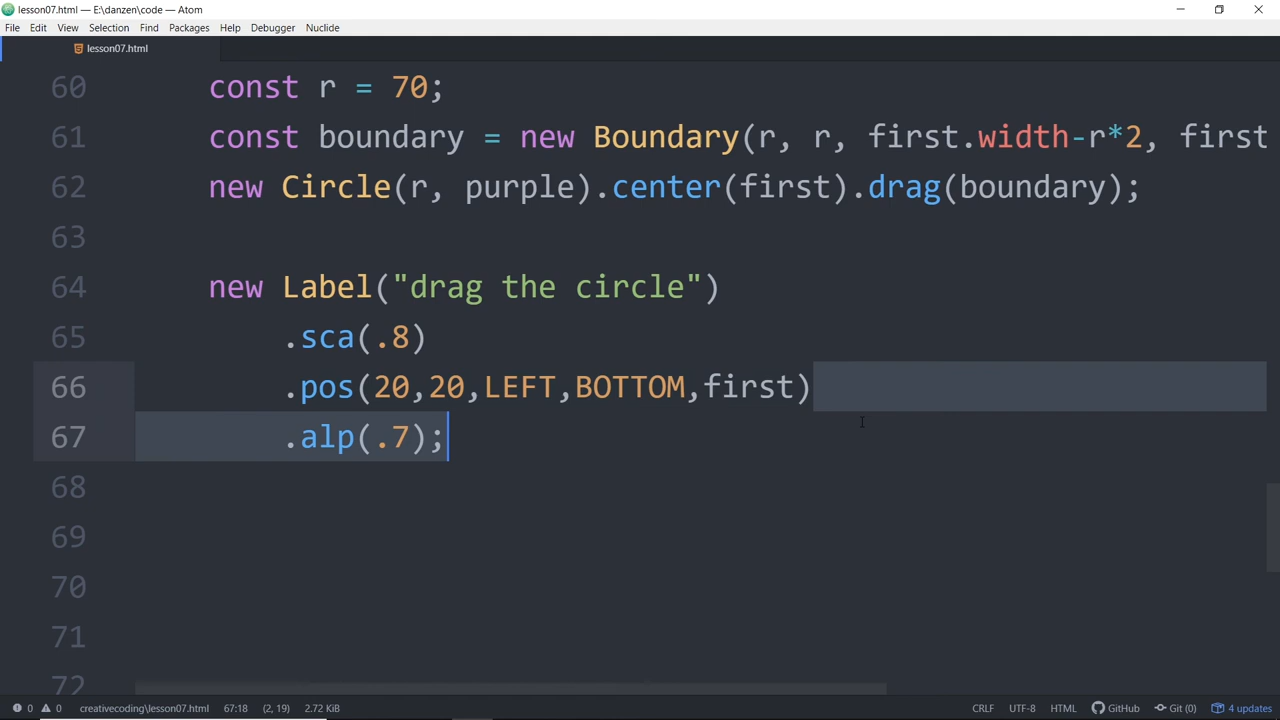 lesson07.html — E:\danzen\code — Atom
File Edit View Selection Find Packages Help Debugger Nuclide
lesson07.html
60 const r = 70;
61 const boundary = new Boundary(r, r, first.width-r*2, first
62 new Circle(r, purple).center(first).drag(boundary);
63
64 new Label("drag the circle")
65 .sca(.8)
66 .pos(20,20,LEFT,BOTTOM,first)
67 .alp(.7);
68
69
70
71
72
0 0 creativecoding\lesson07.html 67:18 (2, 19) 2.72 KiB CRLF UTF-8 HTML GitHub Git (0) 4 updates